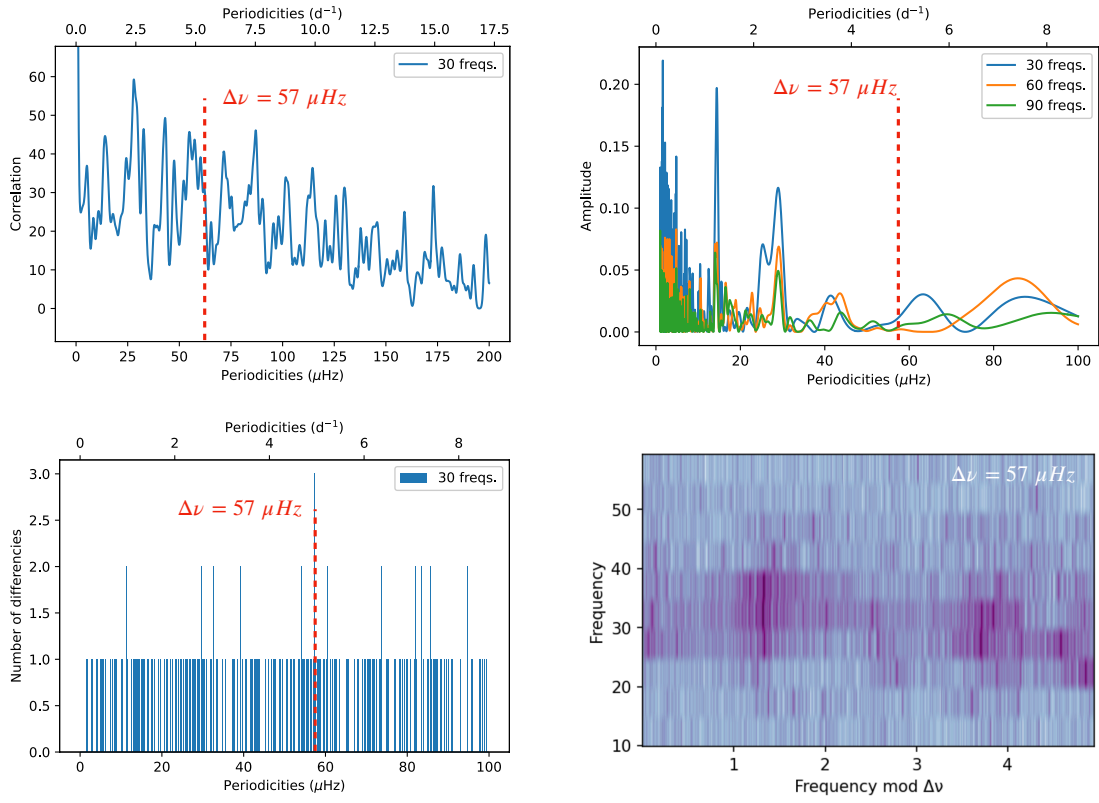 Periodicities (d⁻¹)
0.0 2.5 5.0 7.5 10.0 12.5 15.0 17.5
30 freqs.
Δν = 57 μHz
Correlation
60
50
40
30
20
10
0
0 25 50 75 100 125 150 175 200
Periodicities (μHz)
Periodicities (d⁻¹)
0 2 4 6 8
30 freqs.
60 freqs.
90 freqs.
Δν = 57 μHz
Amplitude
0.20
0.15
0.10
0.05
0.00
0 20 40 60 80 100
Periodicities (μHz)
Periodicities (d⁻¹)
0 2 4 6 8
30 freqs.
Δν = 57 μHz
Number of differencies
3.0
2.5
2.0
1.5
1.0
0.5
0.0
0 20 40 60 80 100
Periodicities (μHz)
Δν = 57 μHz
Frequency
50
40
30
20
10
1 2 3 4
Frequency mod Δν